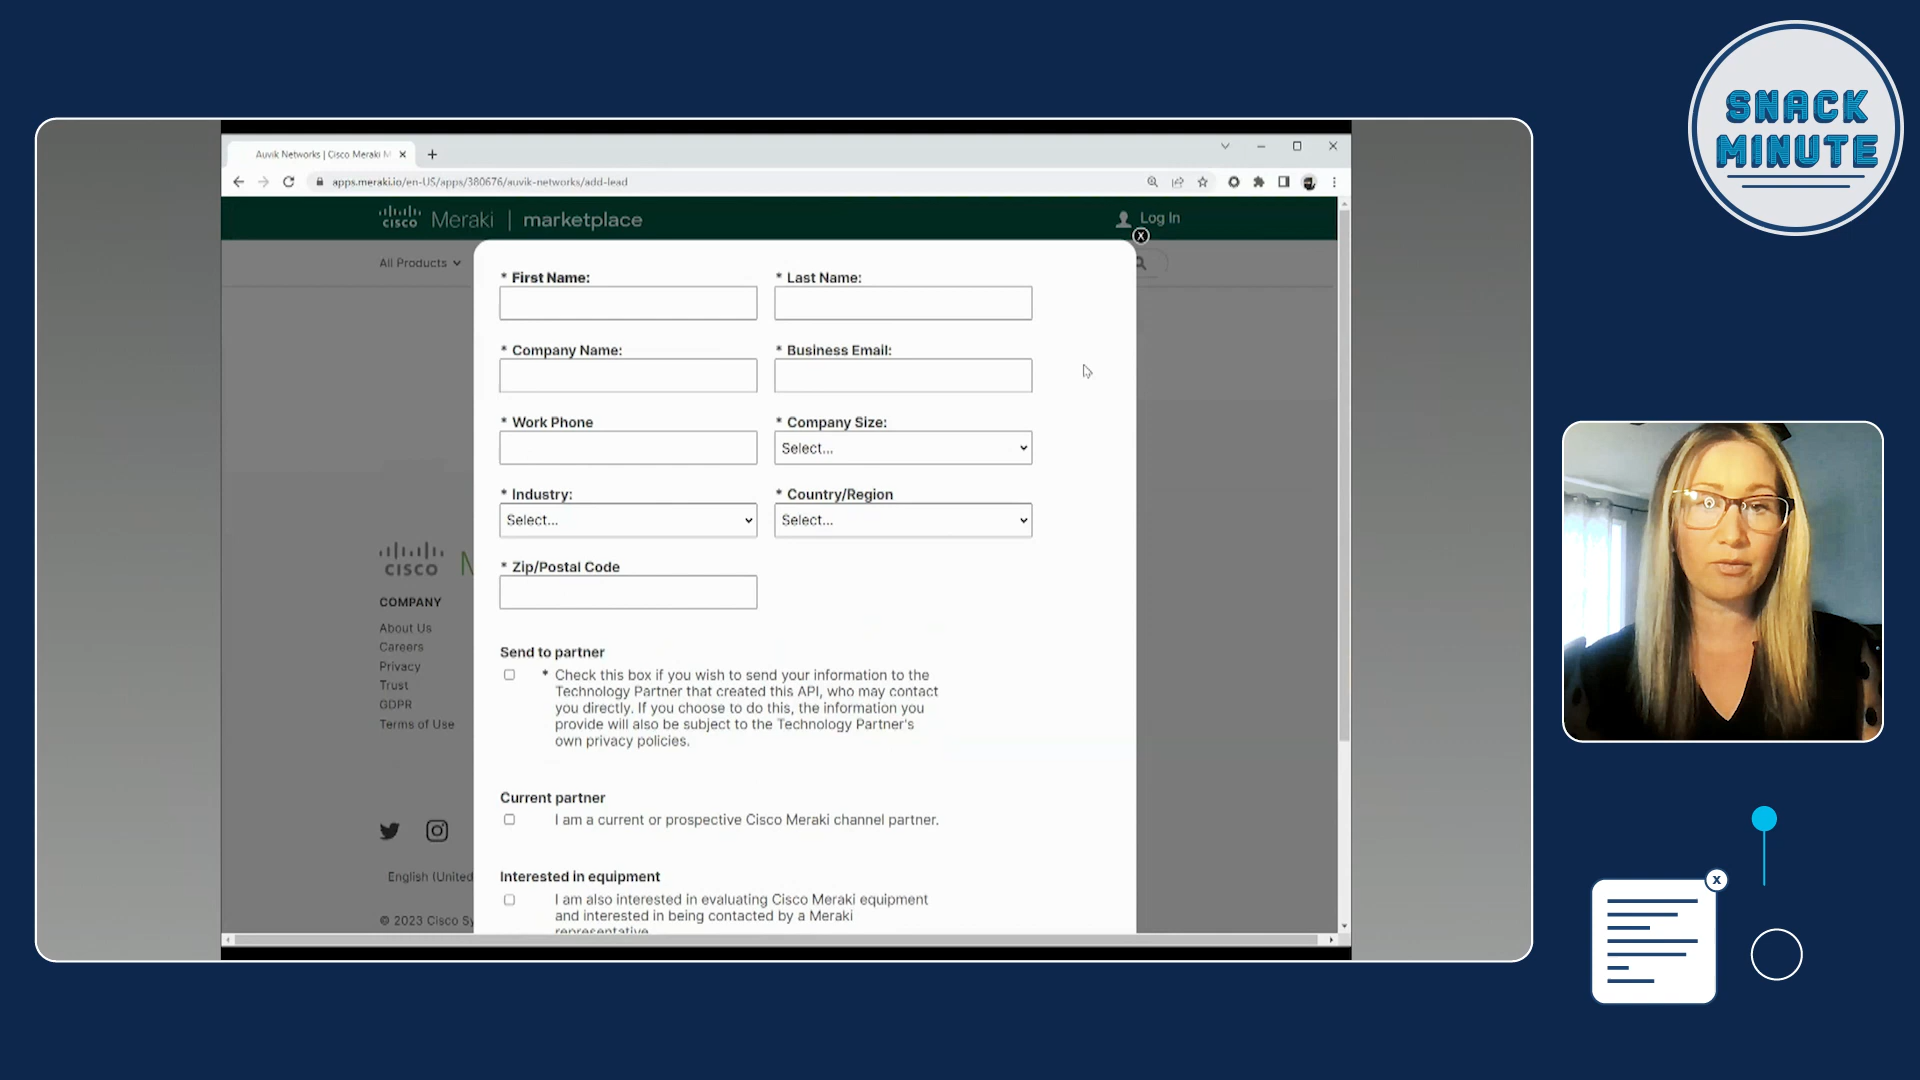 SNACK
MINUTE
Auvik Networks | Cisco Meraki M
apps.meraki.io/en-US/apps/380676/auvik-networks/add-lead
CISCO Meraki | marketplace
Log In
X
All Products
* First Name:
* Last Name:
* Company Name:
* Business Email:
* Work Phone
* Company Size:
Select...
* Industry:
* Country/Region
Select...
Select...
* Zip/Postal Code
CISCO
COMPANY
About Us
Careers
Privacy
Trust
GDPR
Terms of Use
Send to partner
* Check this box if you wish to send your information to the
Technology Partner that created this API, who may contact
you directly. If you choose to do this, the information you
provide will also be subject to the Technology Partner's
own privacy policies.
Current partner
I am a current or prospective Cisco Meraki channel partner.
Interested in equipment
I am also interested in evaluating Cisco Meraki equipment
and interested in being contacted by a Meraki
representative
English (United
© 2023 Cisco Sy
X